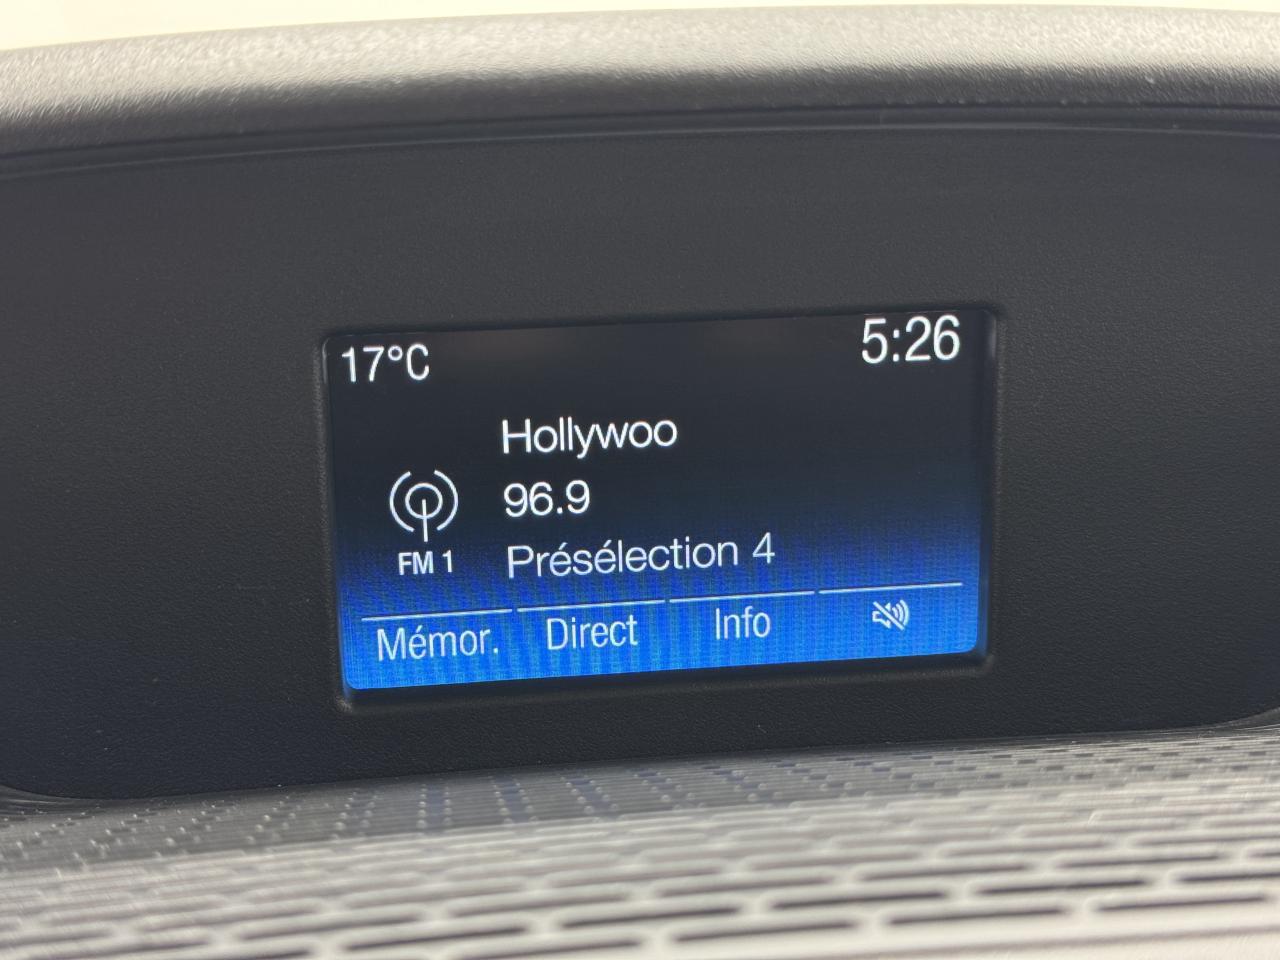 17°C 5:26
Hollywoo
96.9
FM 1 Présélection 4
Mémor. Direct Info